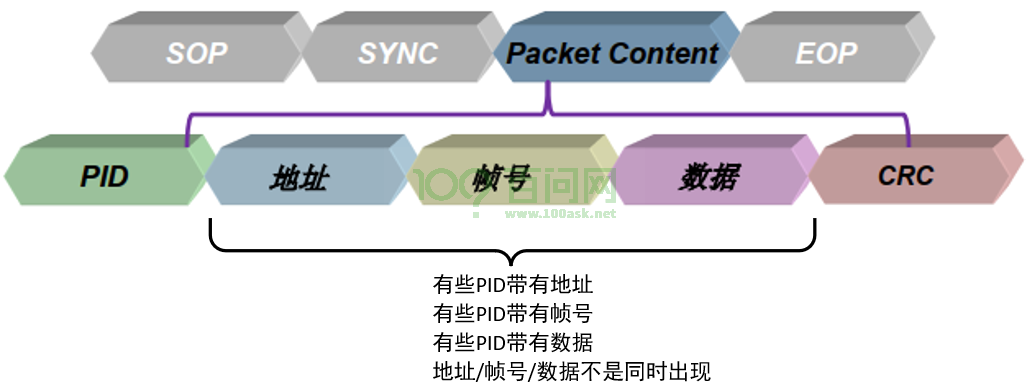 SOP
SYNC
Packet Content
EOP
PID
地址
帧号
数据
CRC
100ask百问网
www.100ask.net
有些PID带有地址
有些PID带有帧号
有些PID带有数据
地址/帧号/数据不是同时出现